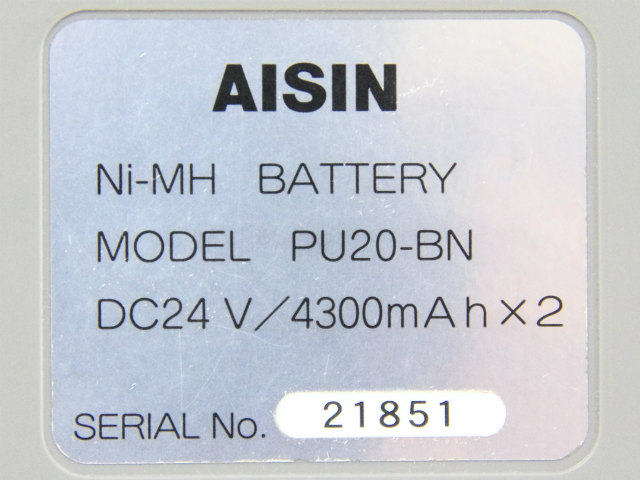 AISIN
Ni-MH BATTERY
MODEL PU20-BN
DC24 V/4300mAh×2
SERIAL No. 21851